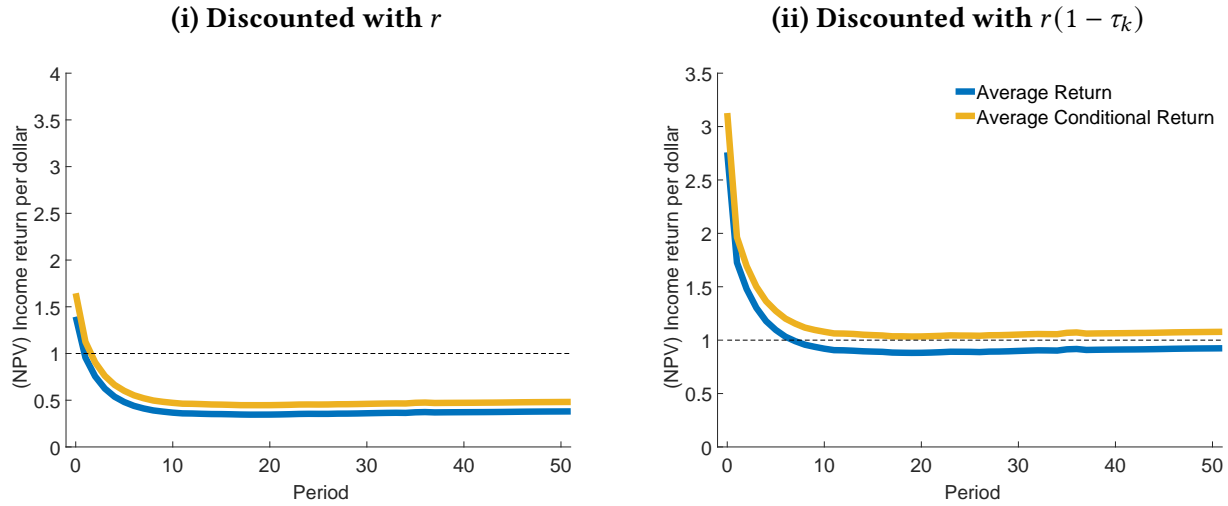 (i) Discounted with r
(NPV) Income return per dollar
4
3.5
3
2.5
2
1.5
1
0.5
0
0 10 20 30 40 50
Period
(ii) Discounted with r(1 − τₖ)
(NPV) Income return per dollar
3.5
3
2.5
2
1.5
1
0.5
0
Average Return
Average Conditional Return
0 10 20 30 40 50
Period